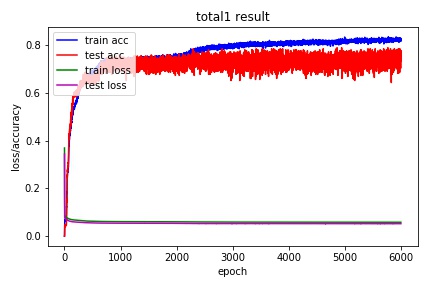 total1 result
train acc
test acc
train loss
test loss
0.8
0.6
0.4
0.2
0.0
loss/accuracy
0 1000 2000 3000 4000 5000 6000
epoch